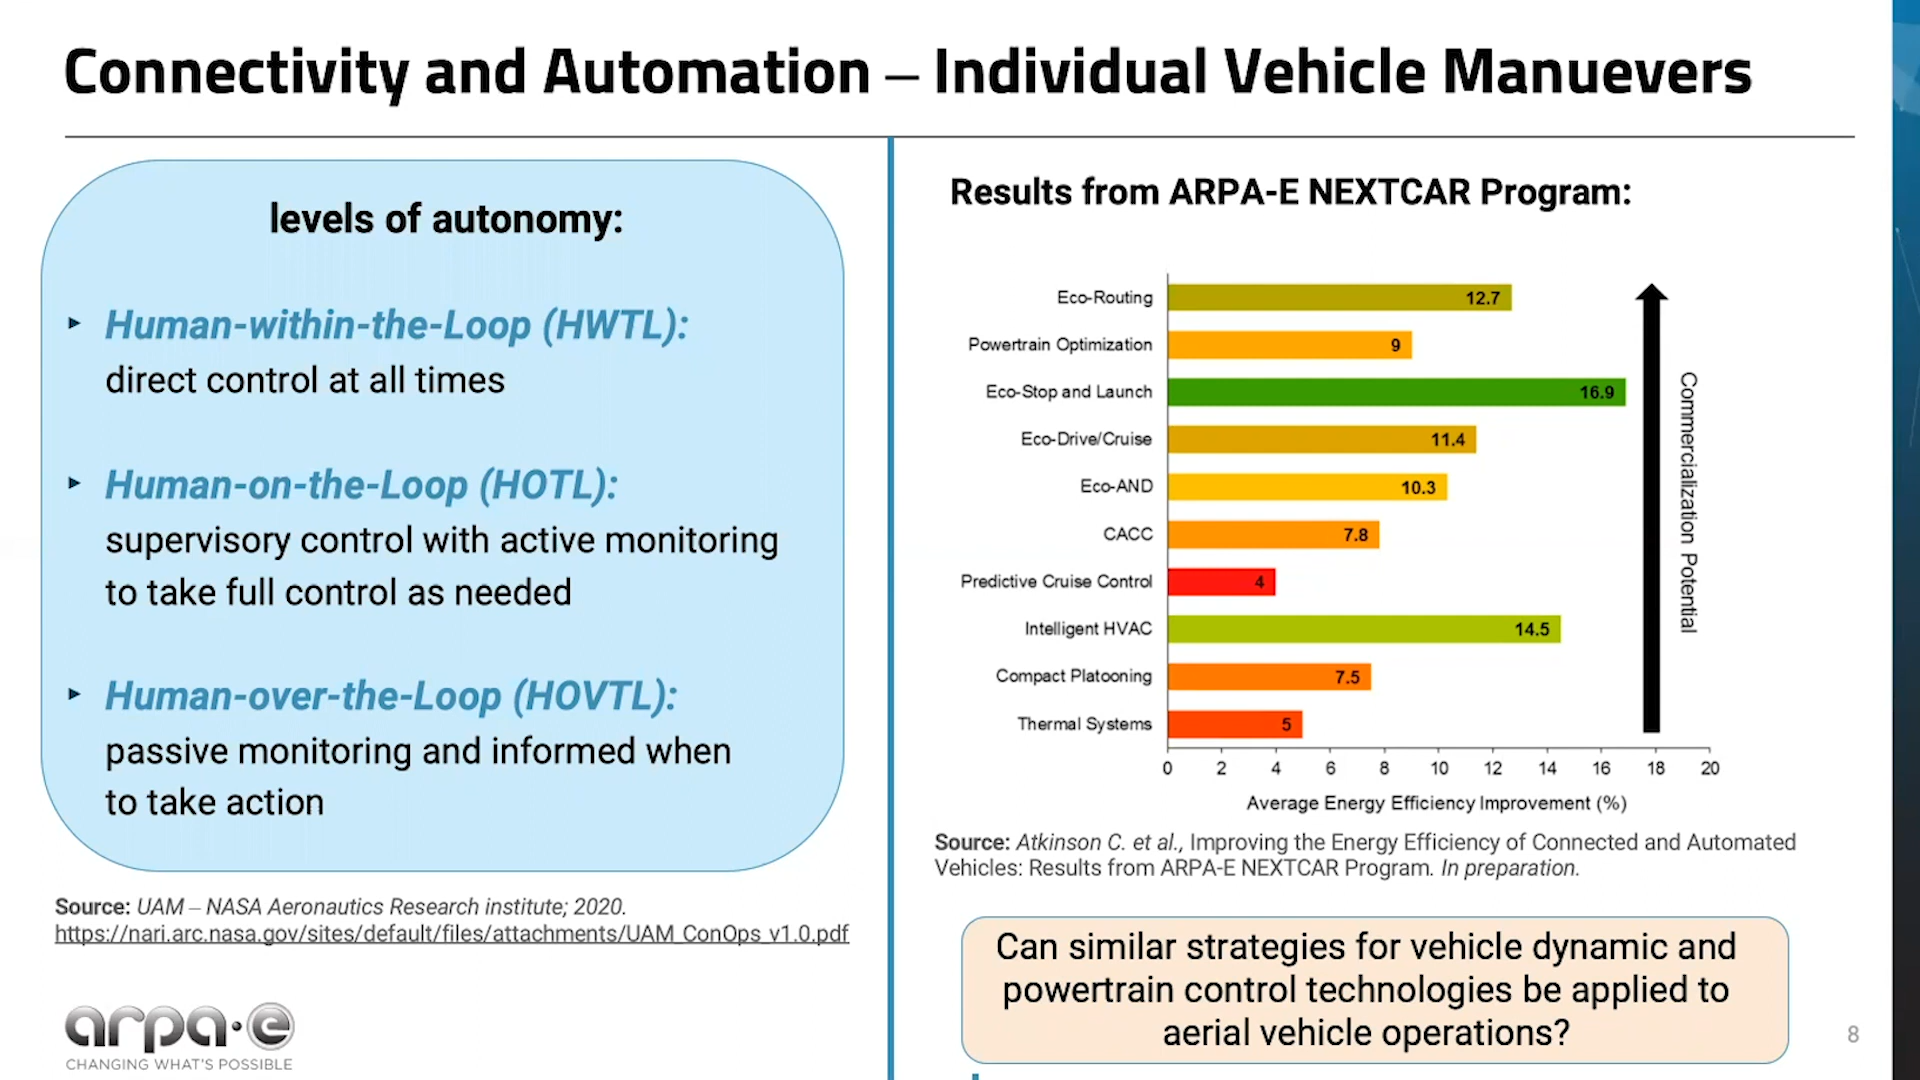 Connectivity and Automation – Individual Vehicle Manuevers
levels of autonomy:
Human-within-the-Loop (HWTL):
direct control at all times
Human-on-the-Loop (HOTL):
supervisory control with active monitoring
to take full control as needed
Human-over-the-Loop (HOVTL):
passive monitoring and informed when
to take action
Source: UAM – NASA Aeronautics Research institute; 2020.
https://nari.arc.nasa.gov/sites/default/files/attachments/UAM_ConOps_v1.0.pdf
arpa·e
CHANGING WHAT'S POSSIBLE
Results from ARPA-E NEXTCAR Program:
Eco-Routing 12.7
Powertrain Optimization 9
Eco-Stop and Launch 16.9
Eco-Drive/Cruise 11.4
Eco-AND 10.3
CACC 7.8
Predictive Cruise Control 4
Intelligent HVAC 14.5
Compact Platooning 7.5
Thermal Systems 5
0 2 4 6 8 10 12 14 16 18 20
Average Energy Efficiency Improvement (%)
Commercialization Potential
Source: Atkinson C. et al., Improving the Energy Efficiency of Connected and Automated
Vehicles: Results from ARPA-E NEXTCAR Program. In preparation.
Can similar strategies for vehicle dynamic and
powertrain control technologies be applied to
aerial vehicle operations?
8